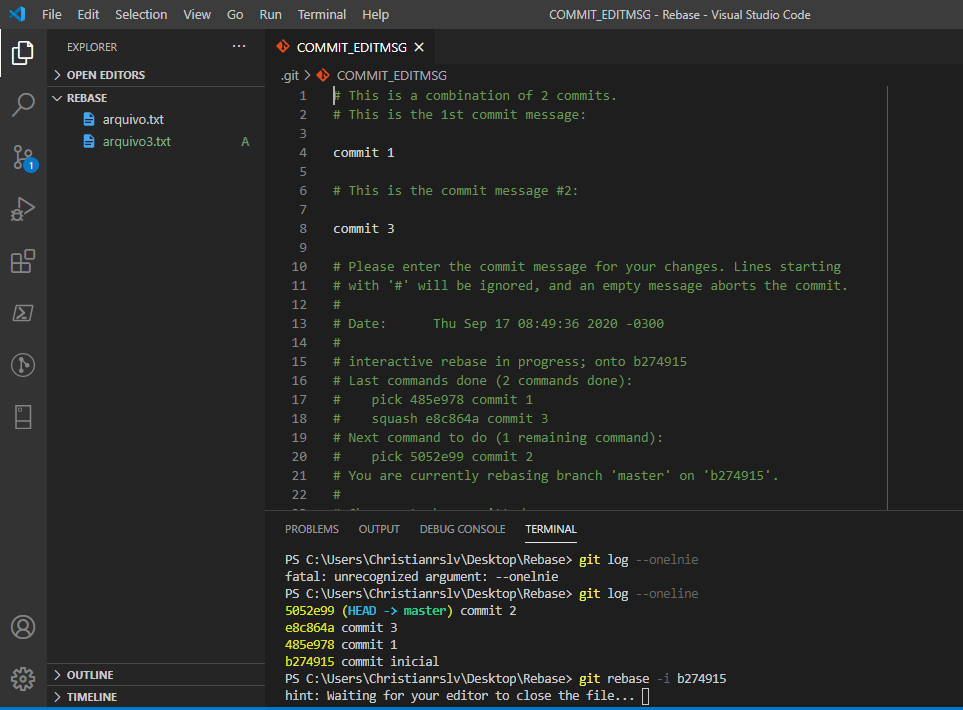 File Edit Selection View Go Run Terminal Help COMMIT_EDITMSG - Rebase - Visual Studio Code
EXPLORER ···
OPEN EDITORS
REBASE
arquivo.txt
arquivo3.txt A
1
OUTLINE
TIMELINE
COMMIT_EDITMSG
.git > COMMIT_EDITMSG
1 # This is a combination of 2 commits.
2 # This is the 1st commit message:
3
4 commit 1
5
6 # This is the commit message #2:
7
8 commit 3
9
10 # Please enter the commit message for your changes. Lines starting
11 # with '#' will be ignored, and an empty message aborts the commit.
12 #
13 # Date:      Thu Sep 17 08:49:36 2020 -0300
14 #
15 # interactive rebase in progress; onto b274915
16 # Last commands done (2 commands done):
17 #    pick 485e978 commit 1
18 #    squash e8c864a commit 3
19 # Next command to do (1 remaining command):
20 #    pick 5052e99 commit 2
21 # You are currently rebasing branch 'master' on 'b274915'.
22 #
PROBLEMS OUTPUT DEBUG CONSOLE TERMINAL
PS C:\Users\Christianrslv\Desktop\Rebase> git log --onelnie
fatal: unrecognized argument: --onelnie
PS C:\Users\Christianrslv\Desktop\Rebase> git log --oneline
5052e99 (HEAD -> master) commit 2
e8c864a commit 3
485e978 commit 1
b274915 commit inicial
PS C:\Users\Christianrslv\Desktop\Rebase> git rebase -i b274915
hint: Waiting for your editor to close the file...